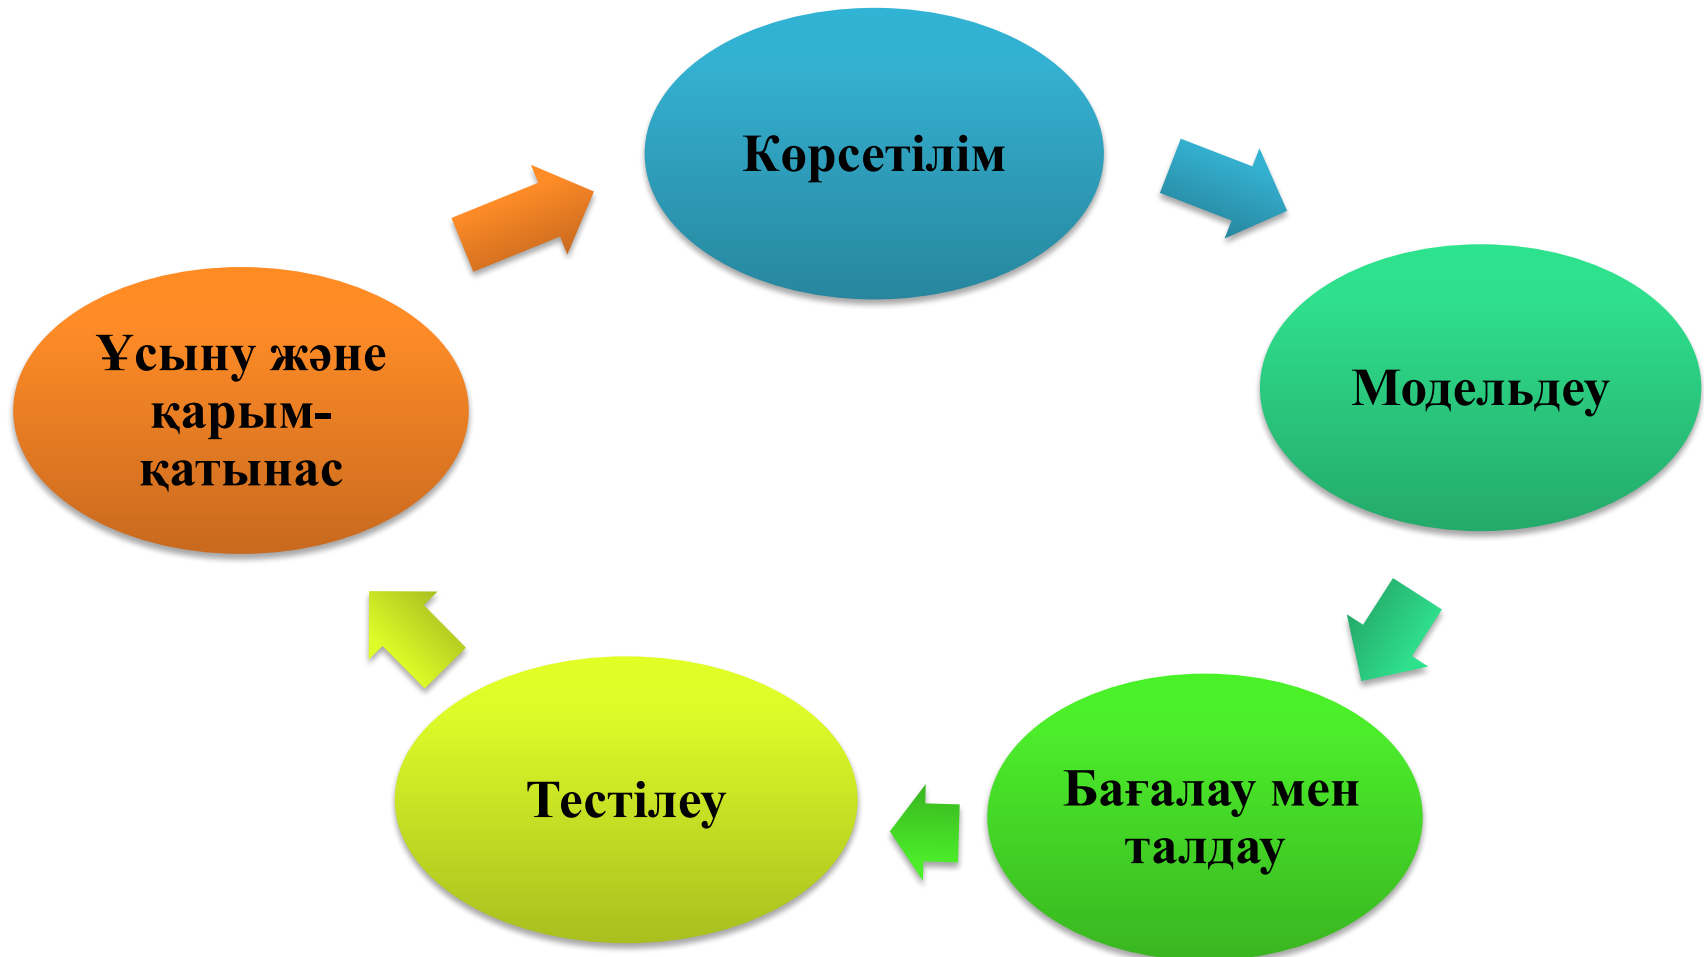 Көрсетілім
Модельдеу
Бағалау мен
талдау
Тестілеу
Ұсыну және
қарым-
қатынас